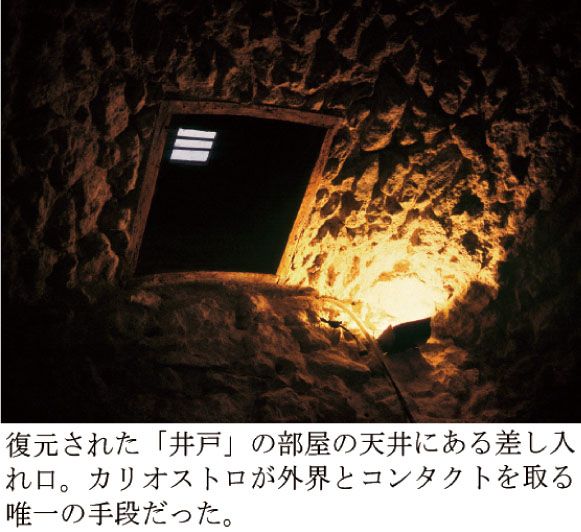 復元された「井戸」の部屋の天井にある差し入
れ口。カリオストロが外界とコンタクトを取る
唯一の手段だった。